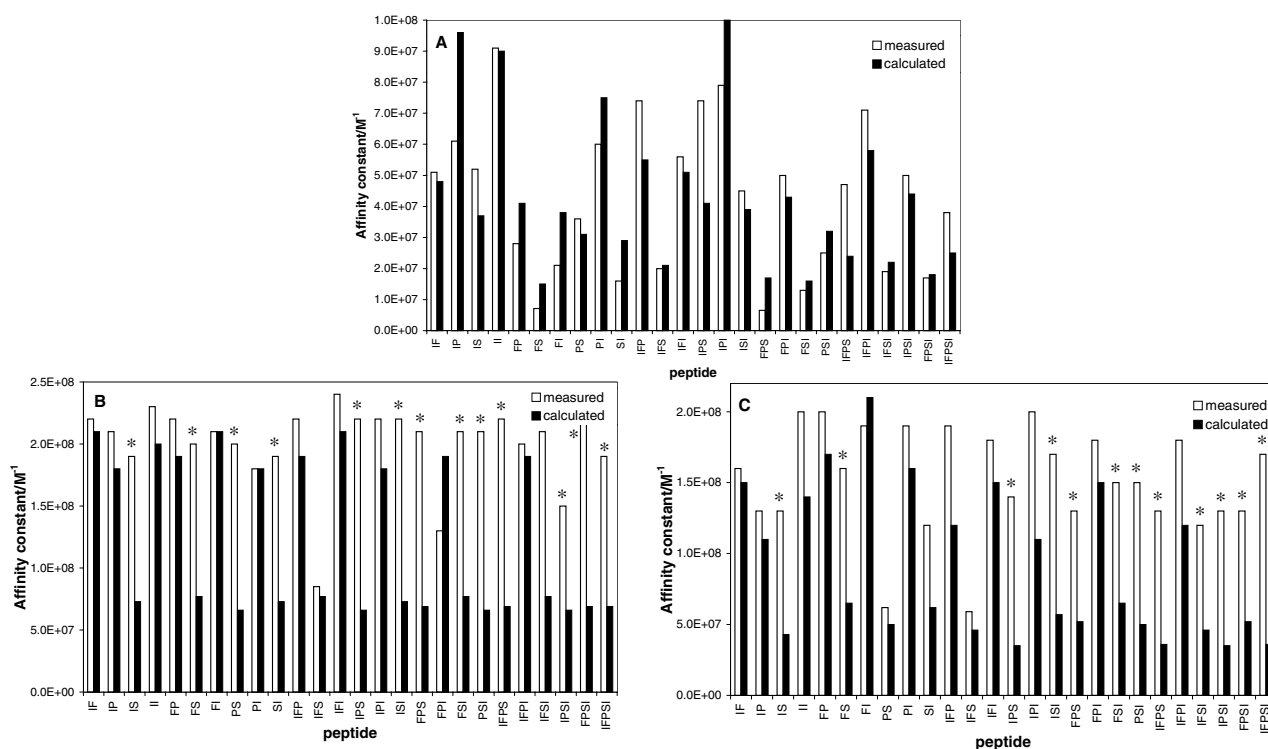 A
measured
calculated
Affinity constant/M-1
1.0E+08
9.0E+07
8.0E+07
7.0E+07
6.0E+07
5.0E+07
4.0E+07
3.0E+07
2.0E+07
1.0E+07
0.0E+00
IF IP IS II FP FS FI PS PI SI IFP IFS IFI IPS IPI ISI FPS FPI FSI PSI IFPS IFPI IFSI IPSI FPSI IFPSI
peptide
B
measured
calculated
Affinity constant/M-1
2.5E+08
2.0E+08
1.5E+08
1.0E+08
5.0E+07
0.0E+00
* * * * * * * * * * * * *
IF IP IS II FP FS FI PS PI SI IFP IFS IFI IPS IPI ISI FPS FPI FSI PSI IFPS IFPI IFSI IPSI FPSI IFPSI
peptide
C
measured
calculated
Affinity constant/M-1
2.0E+08
1.5E+08
1.0E+08
5.0E+07
0.0E+00
* * * * * * * * * * * *
IF IP IS II FP FS FI PS PI SI IFP IFS IFI IPS IPI ISI FPS FPI FSI PSI IFPS IFPI IFSI IPSI FPSI IFPSI
peptide